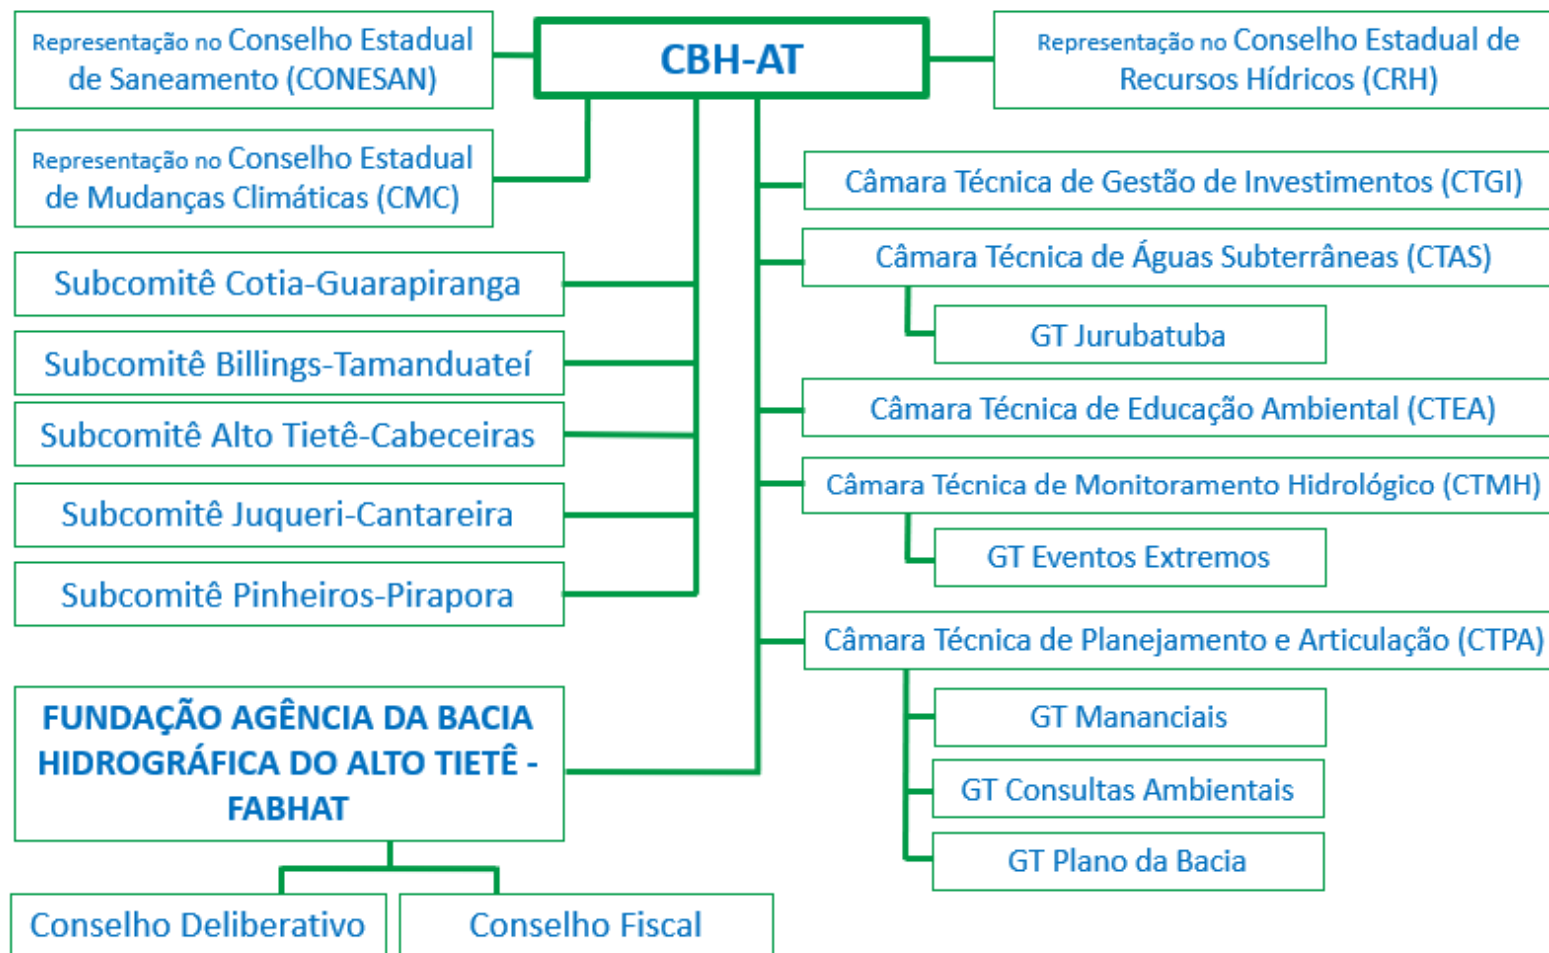 Representação no Conselho Estadual
de Saneamento (CONESAN)
CBH-AT
Representação no Conselho Estadual de
Recursos Hídricos (CRH)
Representação no Conselho Estadual
de Mudanças Climáticas (CMC)
Subcomitê Cotia-Guarapiranga
Subcomitê Billings-Tamanduateí
Subcomitê Alto Tietê-Cabeceiras
Subcomitê Juqueri-Cantareira
Subcomitê Pinheiros-Pirapora
FUNDAÇÃO AGÊNCIA DA BACIA
HIDROGRÁFICA DO ALTO TIETÊ -
FABHAT
Conselho Deliberativo
Conselho Fiscal
Câmara Técnica de Gestão de Investimentos (CTGI)
Câmara Técnica de Águas Subterrâneas (CTAS)
GT Jurubatuba
Câmara Técnica de Educação Ambiental (CTEA)
Câmara Técnica de Monitoramento Hidrológico (CTMH)
GT Eventos Extremos
Câmara Técnica de Planejamento e Articulação (CTPA)
GT Mananciais
GT Consultas Ambientais
GT Plano da Bacia